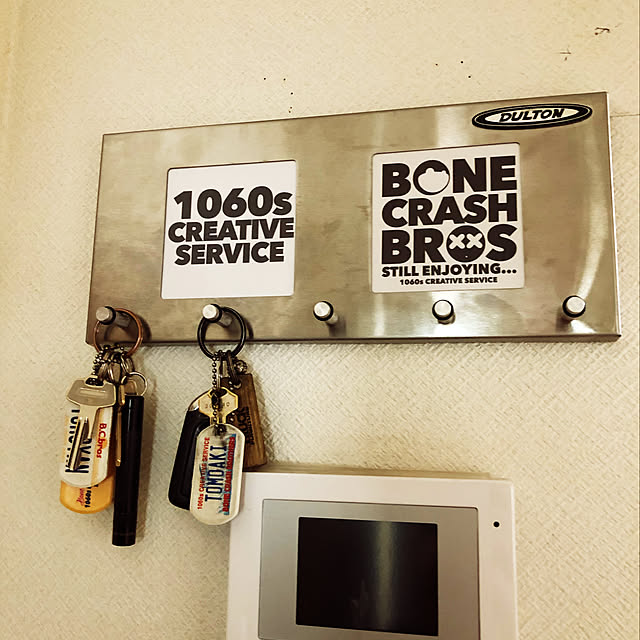 DULTON
1060s
CREATIVE
SERVICE
BONE
CRASH
BROS
STILL ENJOYING...
1060s CREATIVE SERVICE
B.C.bros
1060s CREATIVE SERVICE
TOMOAKI